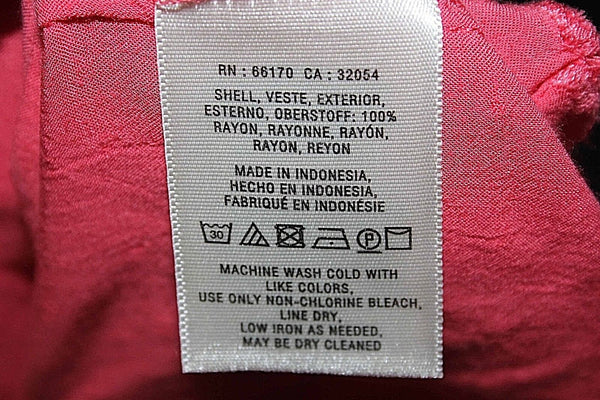 RN : 66170 CA : 32054
SHELL, VESTE, EXTERIOR,
ESTERNO, OBERSTOFF: 100%
RAYON, RAYONNE, RAYÓN,
RAYON, REYON
MADE IN INDONESIA,
HECHO EN INDONESIA,
FABRIQUÉ EN INDONÉSIE
30 P
MACHINE WASH COLD WITH
LIKE COLORS,
USE ONLY NON-CHLORINE BLEACH,
LINE DRY,
LOW IRON AS NEEDED,
MAY BE DRY CLEANED